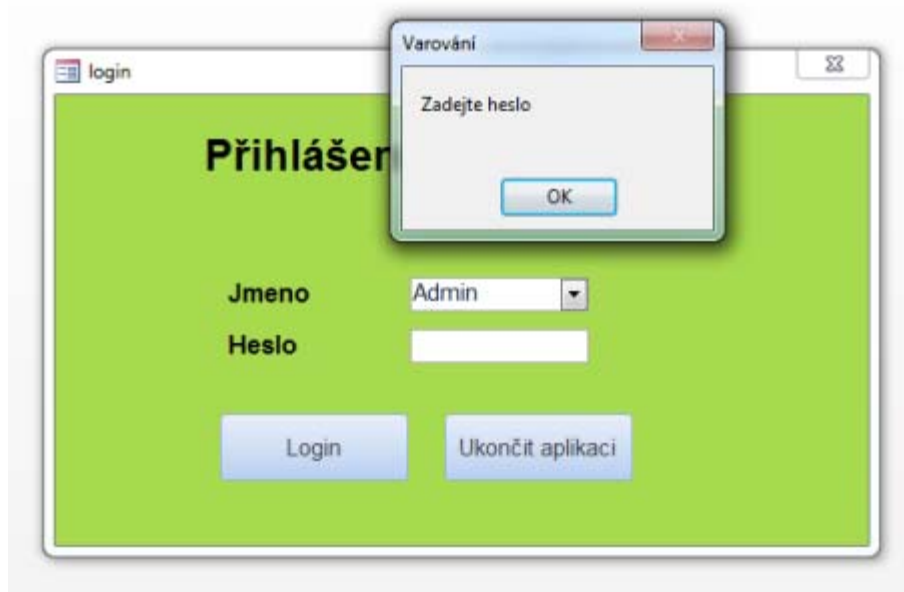 Varování
login
Zadejte heslo
Přihlášen
OK
Jmeno
Admin
Heslo
Login
Ukončit aplikaci